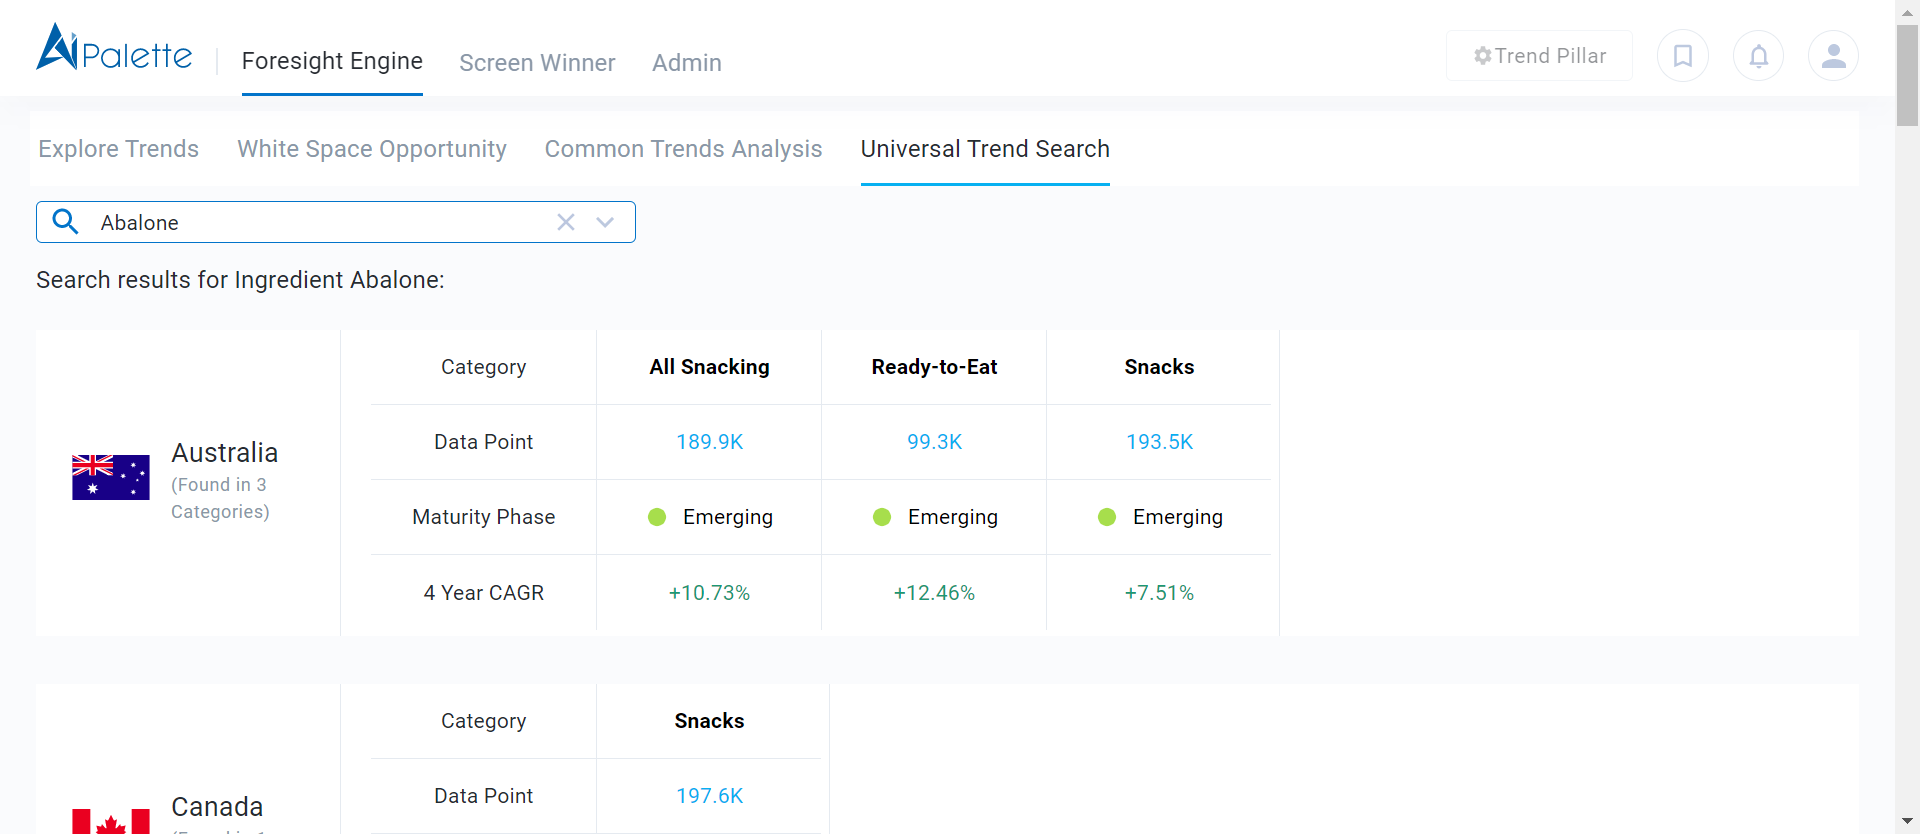 AiPalette
Foresight Engine
Screen Winner
Admin
Trend Pillar
Explore Trends
White Space Opportunity
Common Trends Analysis
Universal Trend Search
Abalone
Search results for Ingredient Abalone:
Australia
(Found in 3
Categories)
Category All Snacking Ready-to-Eat Snacks
Data Point 189.9K 99.3K 193.5K
Maturity Phase Emerging Emerging Emerging
4 Year CAGR +10.73% +12.46% +7.51%
Canada
Category Snacks
Data Point 197.6K